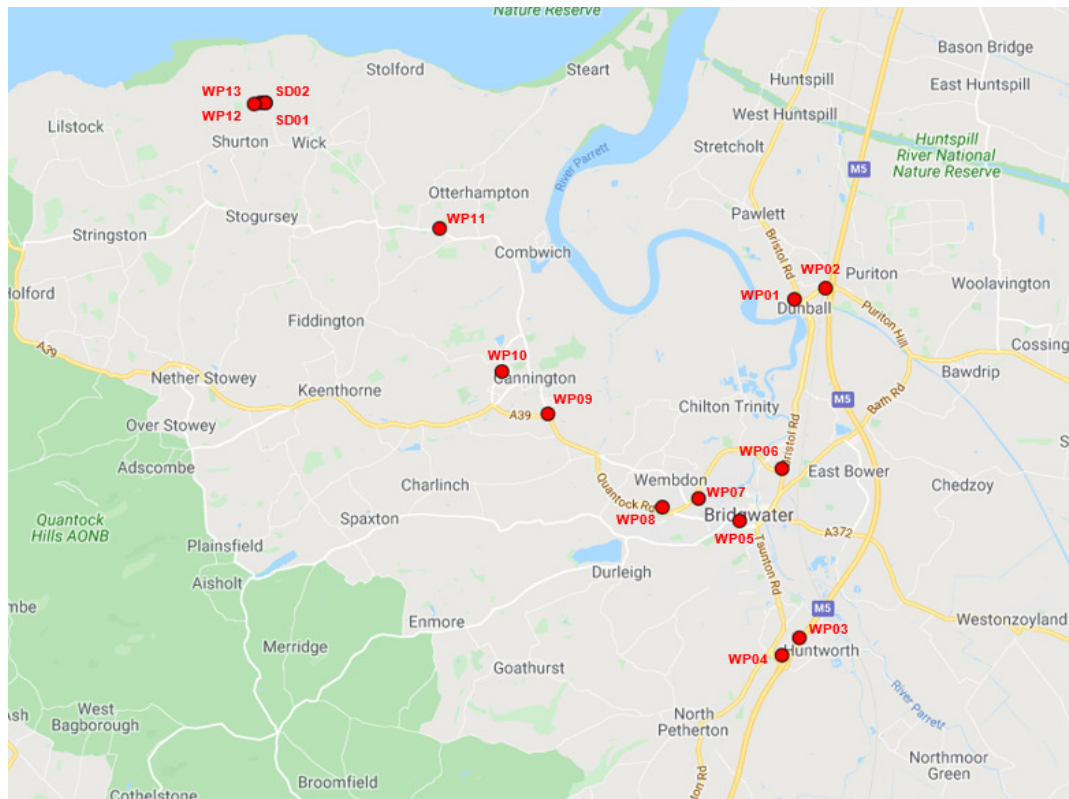 Nature Reserve
Bason Bridge
Stolford
Steart
Huntspill
East Huntspill
WP13
SD02
WP12
SD01
West Huntspill
Lilstock
Shurton
Wick
Stretcholt
Huntspill
River National
Nature Reserve
River Parrett
M5
Otterhampton
WP11
Stogursey
Stringston
Combwich
Pawlett
Bristol Rd
WP02
Puriton
Holford
WP01
Dunball
Woolavington
Puriton Hill
Fiddington
A39
Cossing
WP10
Nether Stowey
Keenthorne
Cannington
Bawdrip
WP09
A39
Chilton Trinity
M5
Bath Rd
Over Stowey
Bristol Rd
Adscombe
WP06
East Bower
Charlinch
Wembdon
Chedzoy
Quantock Rd
WP07
Quantock
Hills AONB
Spaxton
WP08
Bridgwater
WP05
A372
Plainsfield
Aisholt
Durleigh
Taunton Rd
mbe
M5
Enmore
Westonzoyland
WP03
Merridge
Goathurst
WP04
Huntworth
River Parrett
West
Bagborough
Ash
North
Petherton
Northmoor
Green
Broomfield
Cothelstone
ton Rd